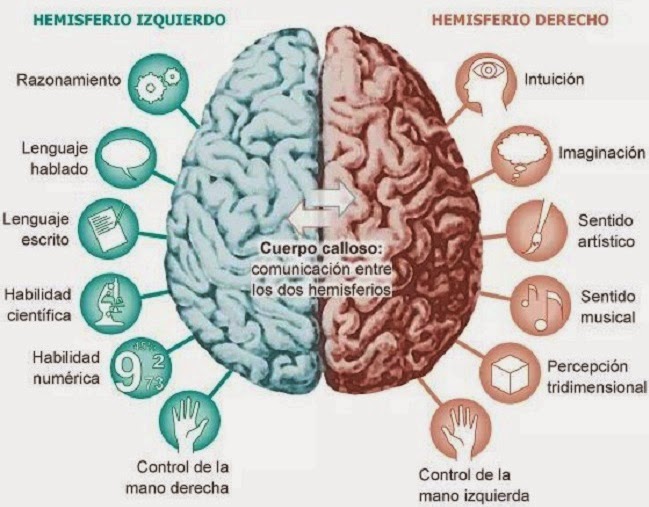 HEMISFERIO IZQUIERDO
Razonamiento
Lenguaje
hablado
Lenguaje
escrito
Habilidad
científica
Habilidad
numérica
9 2
7 3
Control de la
mano derecha
Cuerpo calloso:
comunicación entre
los dos hemisferios
HEMISFERIO DERECHO
Intuición
Imaginación
Sentido
artístico
Sentido
musical
Percepción
tridimensional
Control de la
mano izquierda